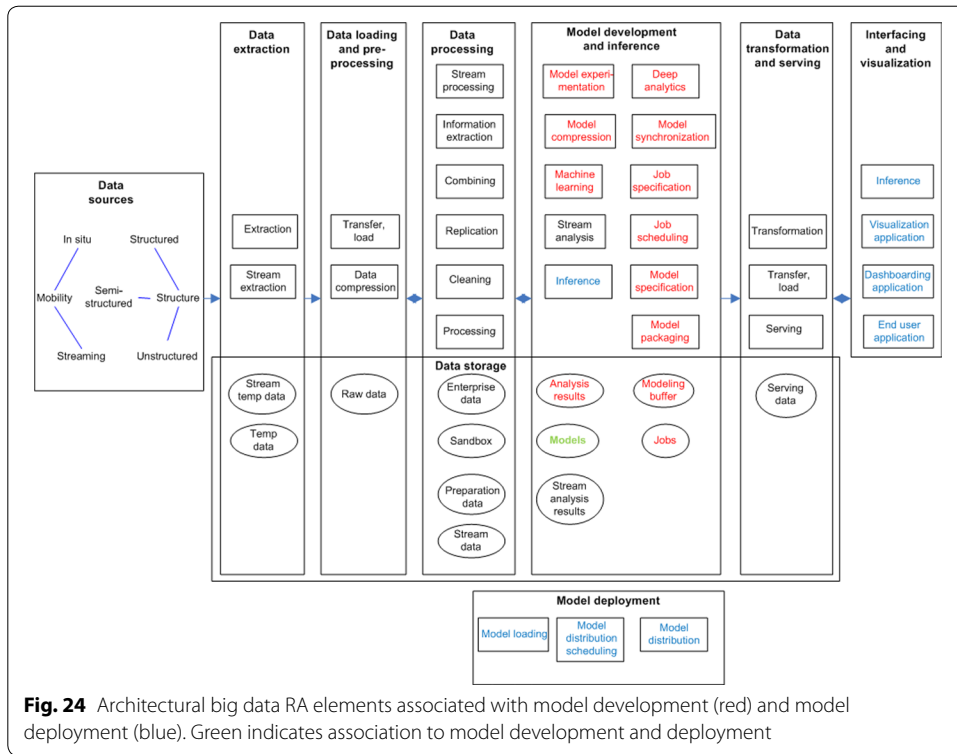 Data
extraction
Data loading
and pre-
processing
Data
processing
Model development
and inference
Data
transformation
and serving
Interfacing
and
visualization
Stream
processing
Model experi-
mentation
Deep
analytics
Information
extraction
Model
compression
Model
synchronization
Data
sources
Combining
Machine
learning
Job
specification
Inference
In situ
Structured
Extraction
Transfer,
load
Replication
Stream
analysis
Job
scheduling
Transformation
Visualization
application
Mobility
Semi-
structured
Structure
Stream
extraction
Data
compression
Cleaning
Inference
Model
specification
Transfer,
load
Dashboarding
application
Streaming
Unstructured
Processing
Model
packaging
Serving
End user
application
Data storage
Stream
temp data
Raw data
Enterprise
data
Analysis
results
Modeling
buffer
Serving
data
Temp
data
Sandbox
Models
Jobs
Preparation
data
Stream
analysis
results
Stream
data
Model deployment
Model loading
Model
distribution
scheduling
Model
distribution
Fig. 24 Architectural big data RA elements associated with model development (red) and model
deployment (blue). Green indicates association to model development and deployment